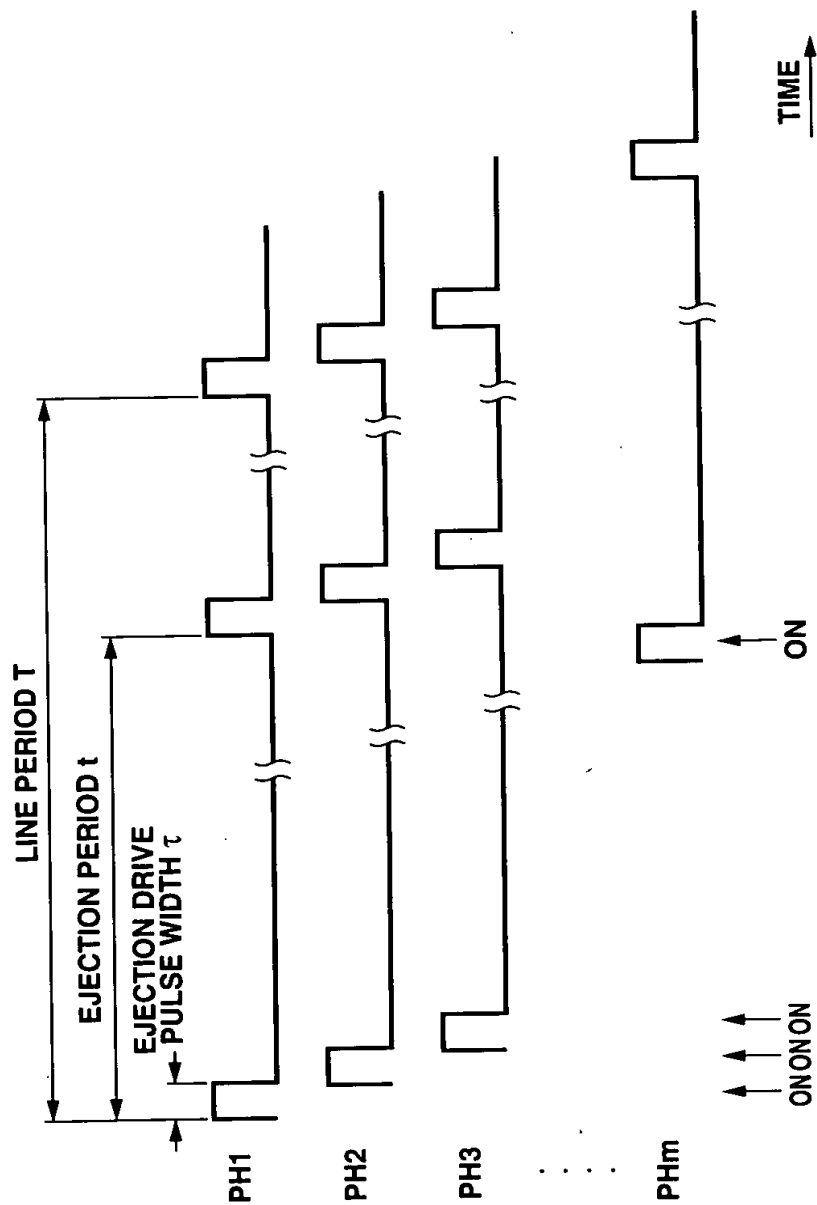 LINE PERIOD T
EJECTION PERIOD t
EJECTION DRIVE
PULSE WIDTH τ
PH1
PH2
PH3
. . . . .
PHm
ON ON ON
ON
TIME